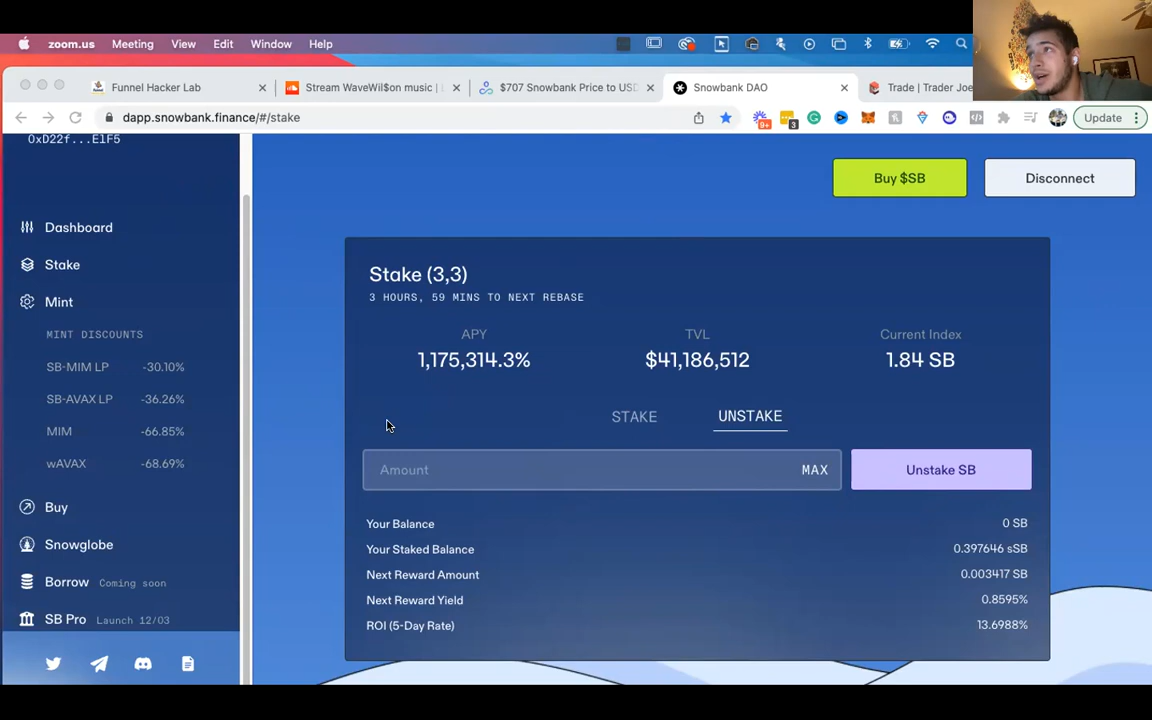 zoom.us Meeting View Edit Window Help
Funnel Hacker Lab
Stream WaveWil$on music | L
$707 Snowbank Price to USD
Snowbank DAO
Trade | Trader Joe
dapp.snowbank.finance/#/stake
9+
3
Update
0xD22f...E1F5
Buy $SB
Disconnect
Dashboard
Stake
Mint
MINT DISCOUNTS
SB-MIM LP -30.10%
SB-AVAX LP -36.26%
MIM -66.85%
wAVAX -68.69%
Buy
Snowglobe
Borrow Coming soon
SB Pro Launch 12/03
Stake (3,3)
3 HOURS, 59 MINS TO NEXT REBASE
APY
1,175,314.3%
TVL
$41,186,512
Current Index
1.84 SB
STAKE
UNSTAKE
Amount MAX
Unstake SB
Your Balance 0 SB
Your Staked Balance 0.397646 sSB
Next Reward Amount 0.003417 SB
Next Reward Yield 0.8595%
ROI (5-Day Rate) 13.6988%